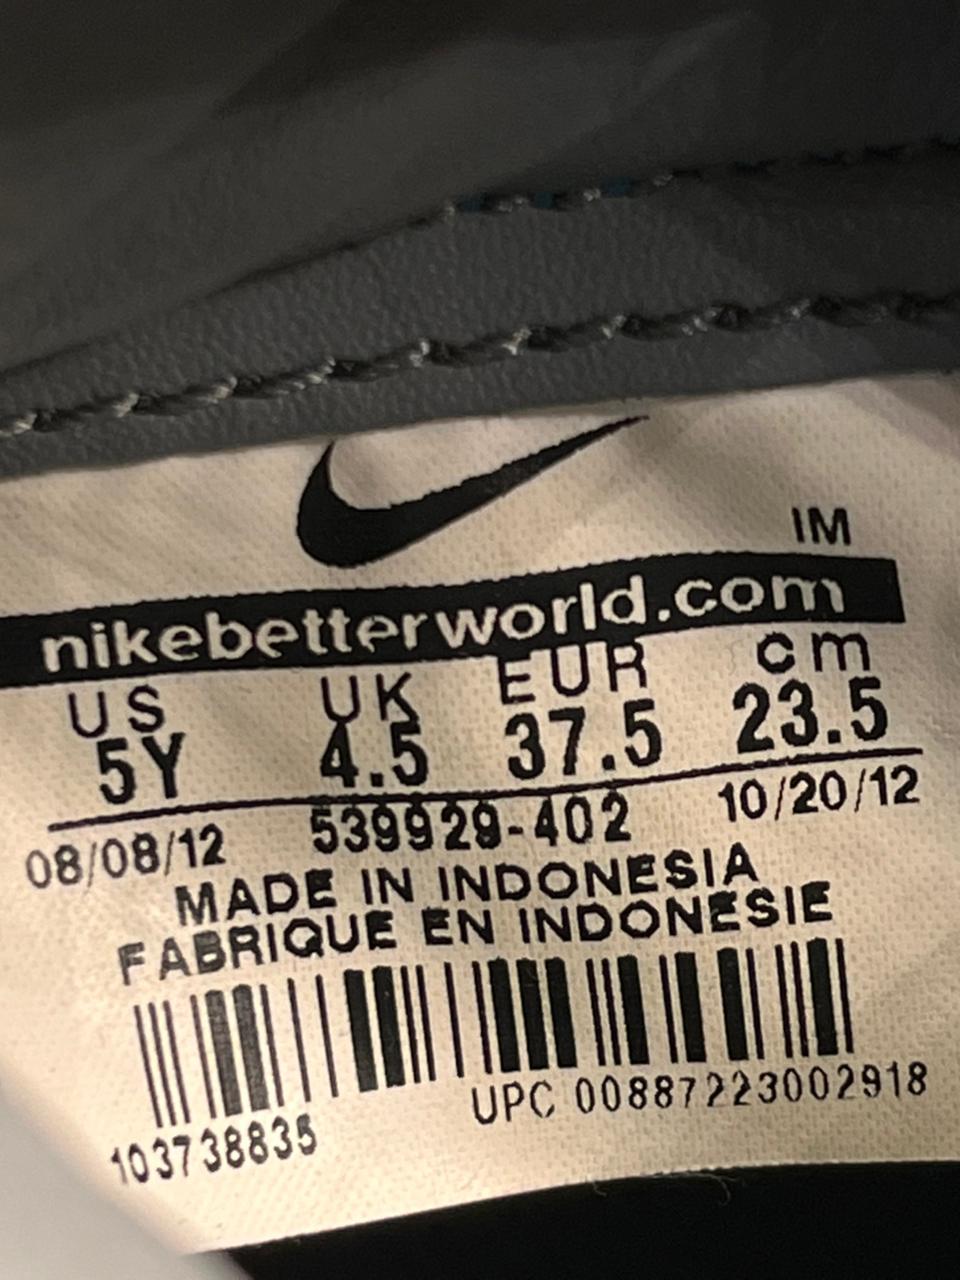 IM
nikebetterworld.com
US UK EUR cm
5Y 4.5 37.5 23.5
08/08/12 539929-402 10/20/12
MADE IN INDONESIA
FABRIQUE EN INDONESIE
103738835 UPC 00887223002918